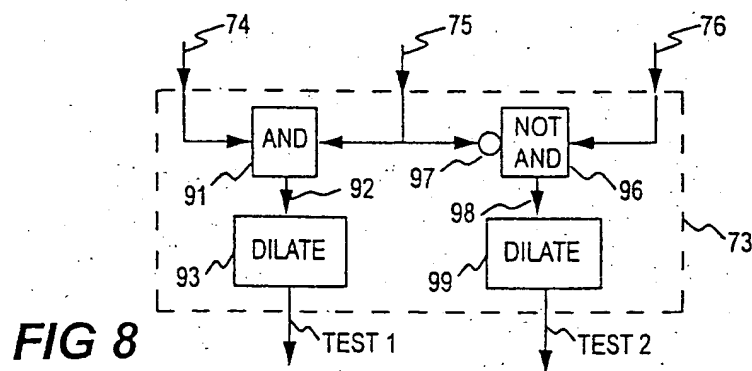 74 75 76
AND NOT AND
91 92 97 98 96
DILATE DILATE 73
93 99
FIG 8 TEST 1 TEST 2